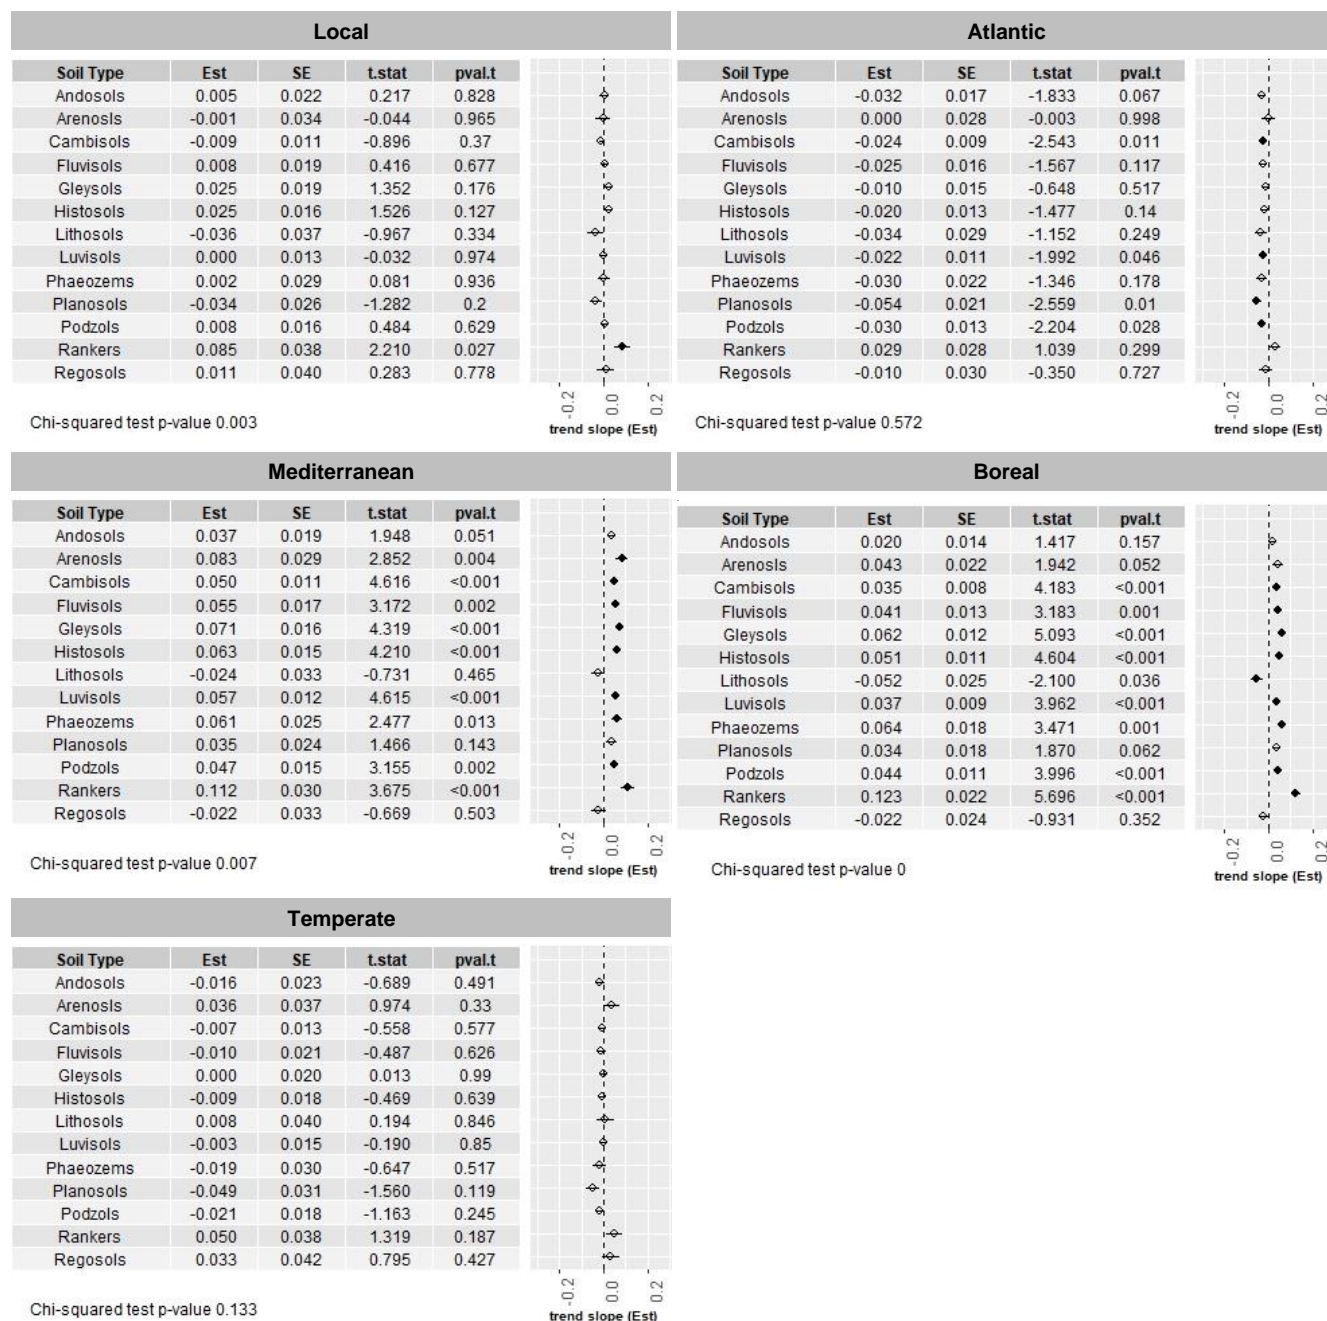 Local
Soil Type Est SE t.stat pval.t
Andosols 0.005 0.022 0.217 0.828
Arenosls -0.001 0.034 -0.044 0.965
Cambisols -0.009 0.011 -0.896 0.37
Fluvisols 0.008 0.019 0.416 0.677
Gleysols 0.025 0.019 1.352 0.176
Histosols 0.025 0.016 1.526 0.127
Lithosols -0.036 0.037 -0.967 0.334
Luvisols 0.000 0.013 -0.032 0.974
Phaeozems 0.002 0.029 0.081 0.936
Planosols -0.034 0.026 -1.282 0.2
Podzols 0.008 0.016 0.484 0.629
Rankers 0.085 0.038 2.210 0.027
Regosols 0.011 0.040 0.283 0.778
-0.2 0.0 0.2
Chi-squared test p-value 0.003
trend slope (Est)
Atlantic
Soil Type Est SE t.stat pval.t
Andosols -0.032 0.017 -1.833 0.067
Arenosls 0.000 0.028 -0.003 0.998
Cambisols -0.024 0.009 -2.543 0.011
Fluvisols -0.025 0.016 -1.567 0.117
Gleysols -0.010 0.015 -0.648 0.517
Histosols -0.020 0.013 -1.477 0.14
Lithosols -0.034 0.029 -1.152 0.249
Luvisols -0.022 0.011 -1.992 0.046
Phaeozems -0.030 0.022 -1.346 0.178
Planosols -0.054 0.021 -2.559 0.01
Podzols -0.030 0.013 -2.204 0.028
Rankers 0.029 0.028 1.039 0.299
Regosols -0.010 0.030 -0.350 0.727
-0.2 0.0 0.2
Chi-squared test p-value 0.572
trend slope (Est)
Mediterranean
Soil Type Est SE t.stat pval.t
Andosols 0.037 0.019 1.948 0.051
Arenosls 0.083 0.029 2.852 0.004
Cambisols 0.050 0.011 4.616 <0.001
Fluvisols 0.055 0.017 3.172 0.002
Gleysols 0.071 0.016 4.319 <0.001
Histosols 0.063 0.015 4.210 <0.001
Lithosols -0.024 0.033 -0.731 0.465
Luvisols 0.057 0.012 4.615 <0.001
Phaeozems 0.061 0.025 2.477 0.013
Planosols 0.035 0.024 1.466 0.143
Podzols 0.047 0.015 3.155 0.002
Rankers 0.112 0.030 3.675 <0.001
Regosols -0.022 0.033 -0.669 0.503
-0.2 0.0 0.2
Chi-squared test p-value 0.007
trend slope (Est)
Boreal
Soil Type Est SE t.stat pval.t
Andosols 0.020 0.014 1.417 0.157
Arenosls 0.043 0.022 1.942 0.052
Cambisols 0.035 0.008 4.183 <0.001
Fluvisols 0.041 0.013 3.183 0.001
Gleysols 0.062 0.012 5.093 <0.001
Histosols 0.051 0.011 4.604 <0.001
Lithosols -0.052 0.025 -2.100 0.036
Luvisols 0.037 0.009 3.962 <0.001
Phaeozems 0.064 0.018 3.471 0.001
Planosols 0.034 0.018 1.870 0.062
Podzols 0.044 0.011 3.996 <0.001
Rankers 0.123 0.022 5.696 <0.001
Regosols -0.022 0.024 -0.931 0.352
-0.2 0.0 0.2
Chi-squared test p-value 0
trend slope (Est)
Temperate
Soil Type Est SE t.stat pval.t
Andosols -0.016 0.023 -0.689 0.491
Arenosls 0.036 0.037 0.974 0.33
Cambisols -0.007 0.013 -0.558 0.577
Fluvisols -0.010 0.021 -0.487 0.626
Gleysols 0.000 0.020 0.013 0.99
Histosols -0.009 0.018 -0.469 0.639
Lithosols 0.008 0.040 0.194 0.846
Luvisols -0.003 0.015 -0.190 0.85
Phaeozems -0.019 0.030 -0.647 0.517
Planosols -0.049 0.031 -1.560 0.119
Podzols -0.021 0.018 -1.163 0.245
Rankers 0.050 0.038 1.319 0.187
Regosols 0.033 0.042 0.795 0.427
-0.2 0.0 0.2
Chi-squared test p-value 0.133
trend slope (Est)